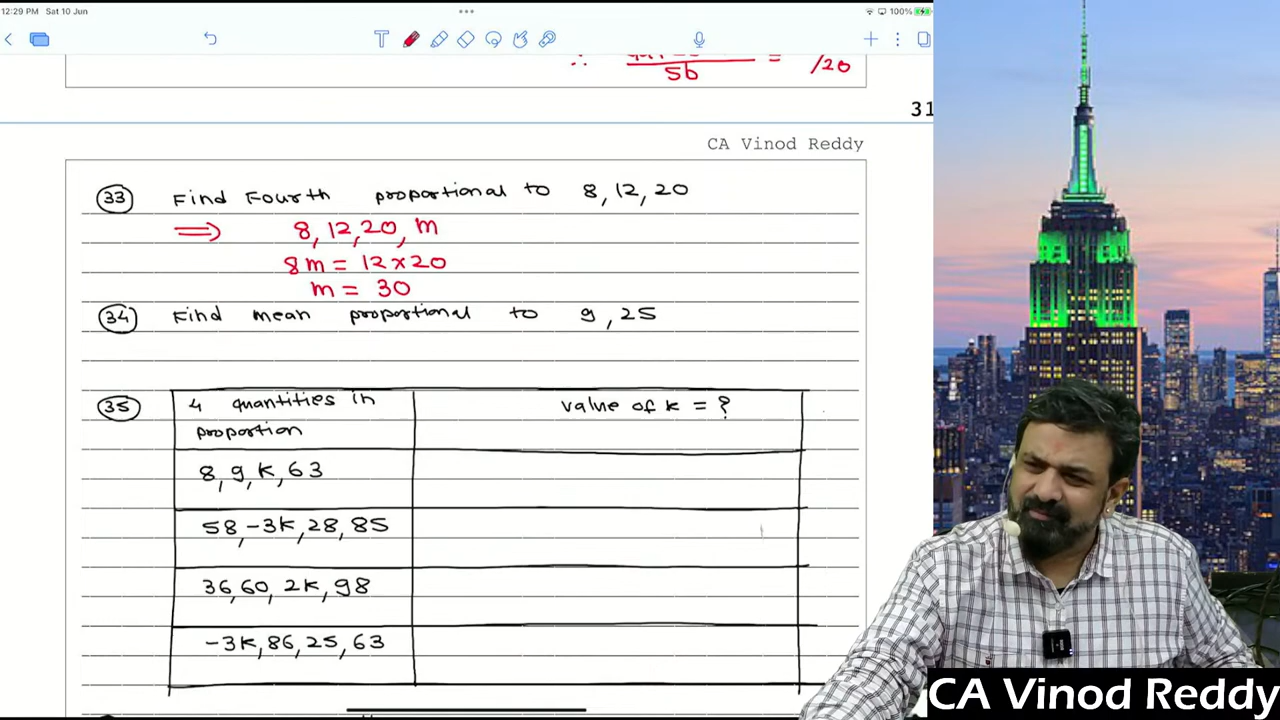 12:29 PM Sat 10 Jun
100%
T
5b
=
/20
31
CA Vinod Reddy
33 Find Fourth proportional to 8, 12, 20
⟹ 8, 12, 20, m
8m = 12×20
m = 30
34 Find mean proportional to 9, 25
35 4 quantities in proportion
value of k = ?
8, 9, k, 63
58, -3k, 28, 85
36, 60, 2k, 98
-3k, 86, 25, 63
CA Vinod Reddy